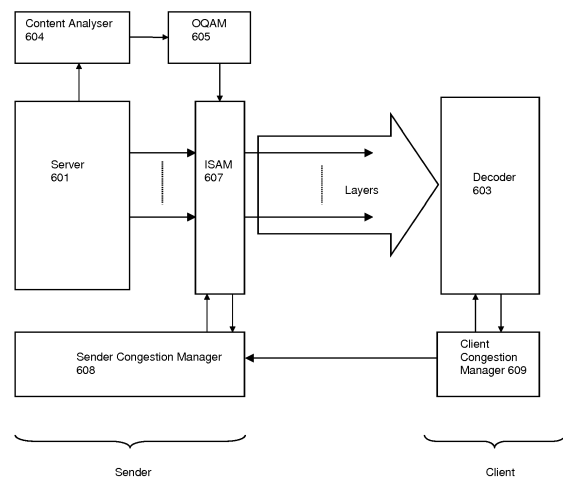 Content Analyser
604
OQAM
605
Server
601
ISAM
607
Layers
Decoder
603
Sender Congestion Manager
608
Client
Congestion
Manager 609
Sender
Client